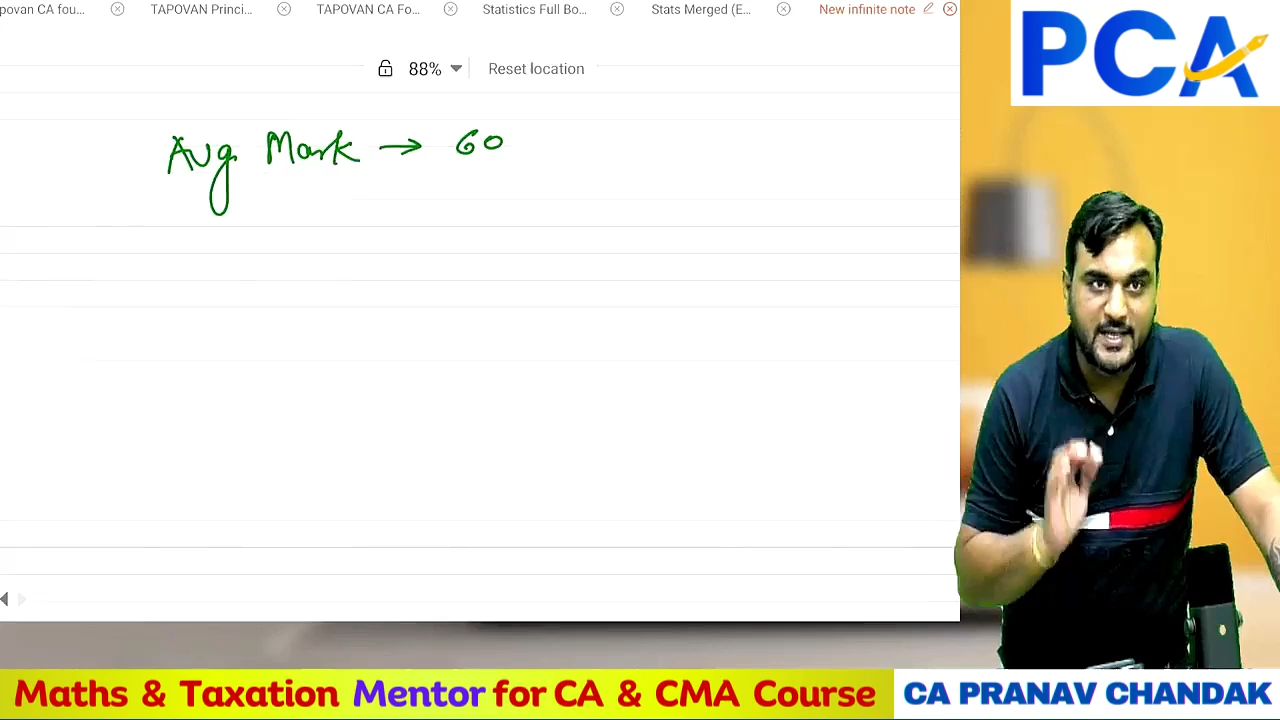 povan CA fou... TAPOVAN Princi... TAPOVAN CA Fo... Statistics Full Bo... Stats Merged (E... New infinite note
PCA
88% Reset location
Avg Mark → 60
Maths & Taxation Mentor for CA & CMA Course
CA PRANAV CHANDAK